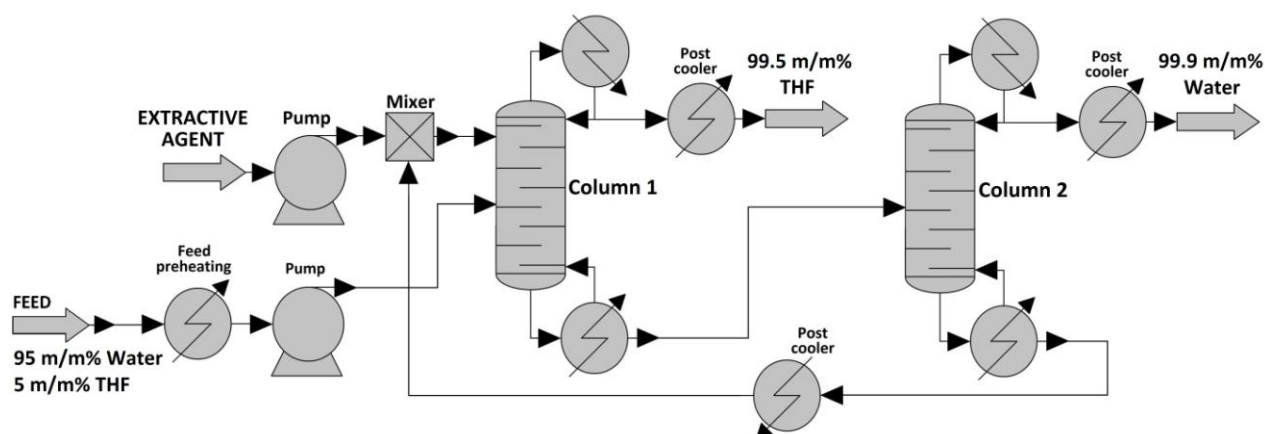 EXTRACTIVE
AGENT
Pump
Mixer
Post
cooler
99.5 m/m%
THF
Column 1
Post
cooler
99.9 m/m%
Water
Column 2
Feed
preheating
Pump
FEED
95 m/m% Water
5 m/m% THF
Post
cooler